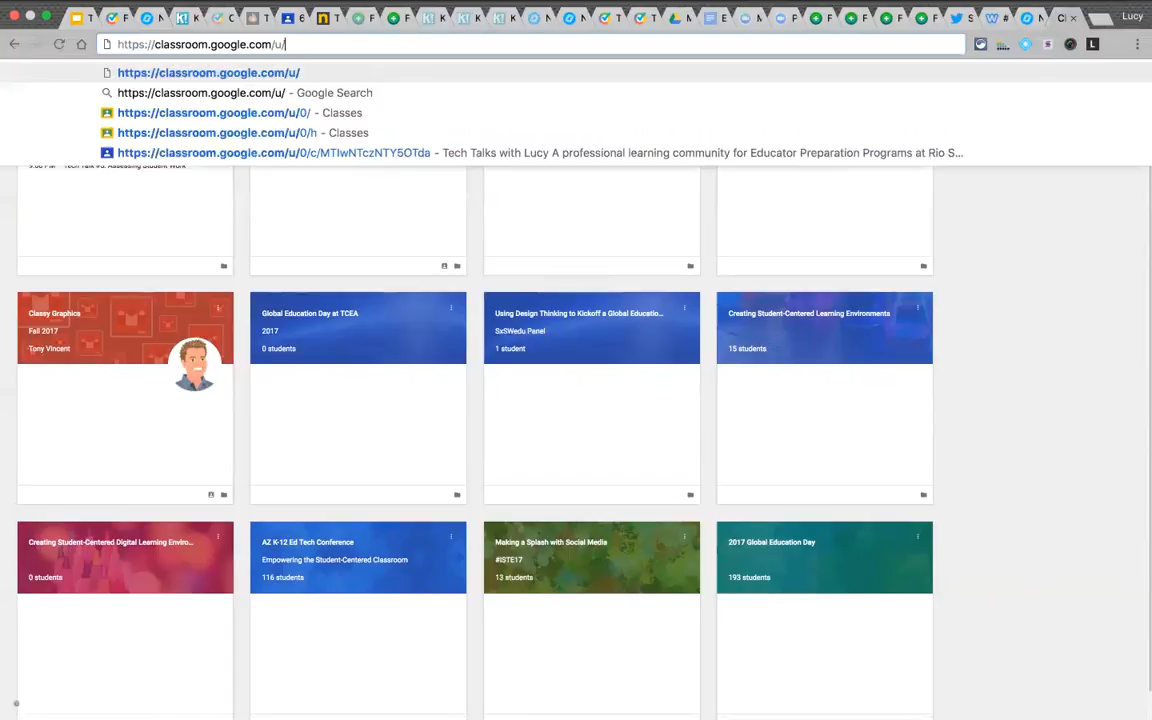 Lucy
https://classroom.google.com/u/
https://classroom.google.com/u/
https://classroom.google.com/u/ - Google Search
https://classroom.google.com/u/0/ - Classes
https://classroom.google.com/u/0/h - Classes
https://classroom.google.com/u/0/c/MTIwNTczNTY5OTda - Tech Talks with Lucy A professional learning community for Educator Preparation Programs at Rio S...
Classy Graphics
Fall 2017
Tony Vincent
Global Education Day at TCEA
2017
0 students
Using Design Thinking to Kickoff a Global Educatio...
SxSWedu Panel
1 student
Creating Student-Centered Learning Environments
15 students
Creating Student-Centered Digital Learning Enviro...
0 students
AZ K-12 Ed Tech Conference
Empowering the Student-Centered Classroom
116 students
Making a Splash with Social Media
#ISTE17
13 students
2017 Global Education Day
193 students